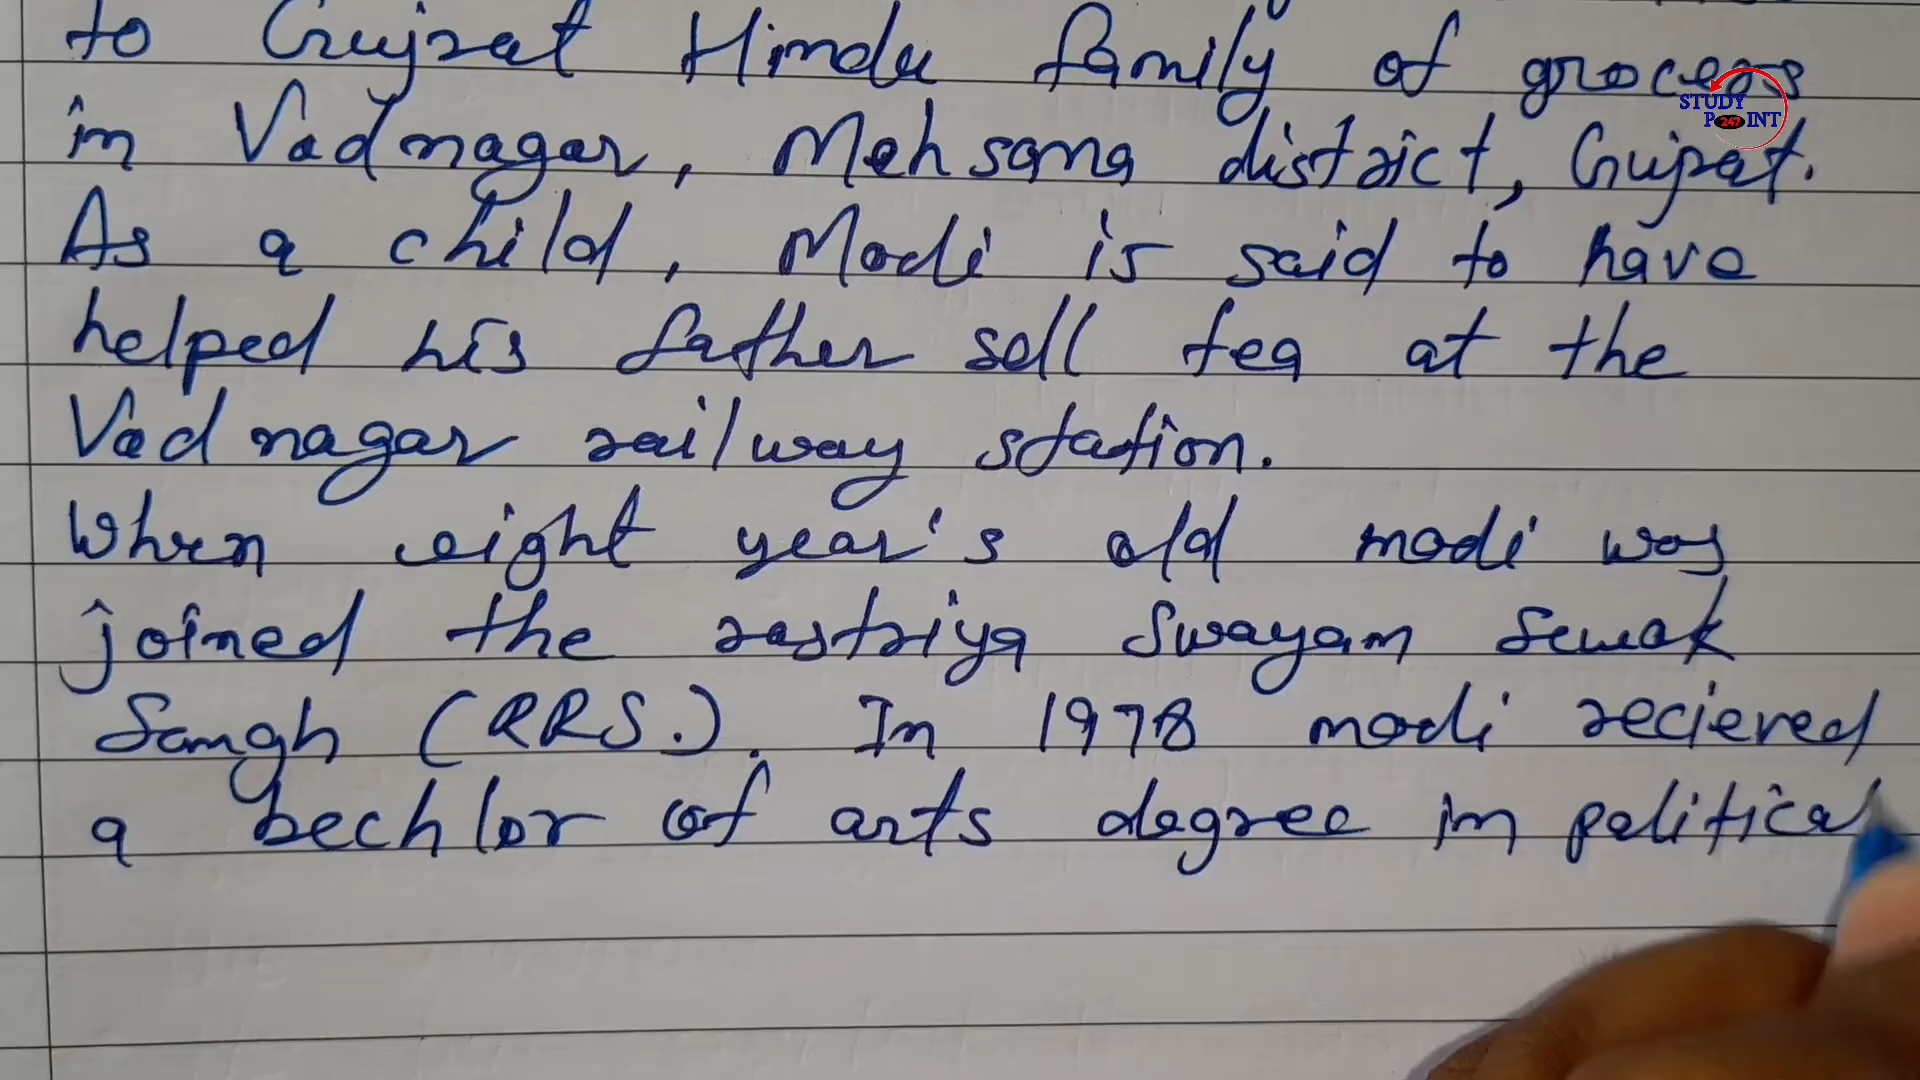 to Gujrat Hindu family of grocess
in Vadnagar, Mehsana district, Gujrat.
As a child, Modi is said to have
helped his father sell tea at the
Vadnagar railway station.
When eight year's old modi was
joined the rastriya Swayam Sewak
Sangh (RRS.). In 1978 modi recieved
a bechlor of arts degree in political
STUDY
P247INT